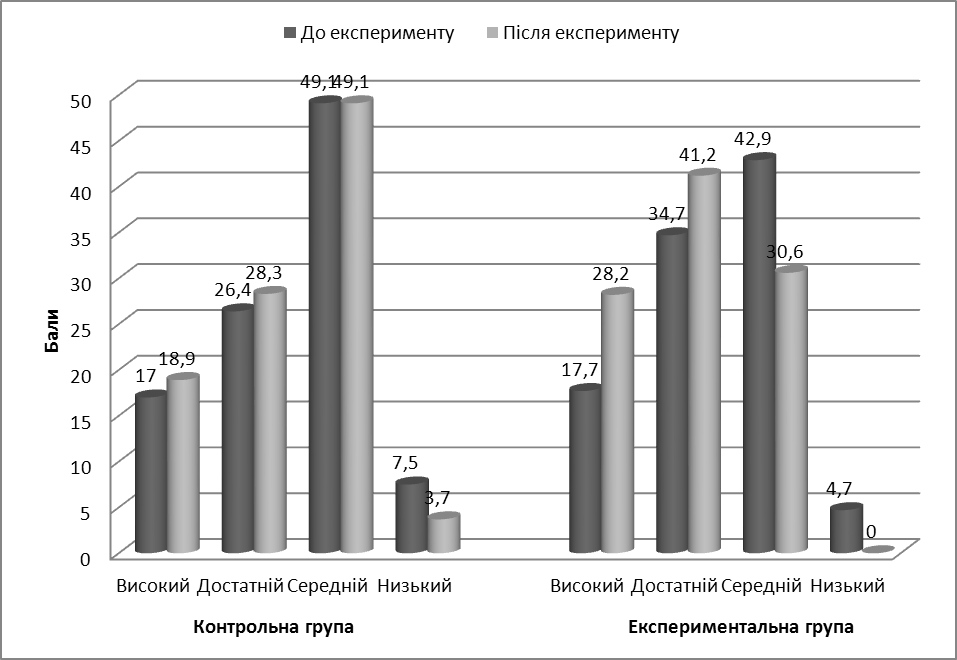 До експерименту Після експерименту
50
45
40
35
30
25
20
15
10
5
0
Бали
17 18,9 26,4 28,3 49,1 49,1 7,5 3,7
17,7 28,2 34,7 41,2 42,9 30,6 4,7 0
Високий Достатній Середній Низький Високий Достатній Середній Низький
Контрольна група Експериментальна група